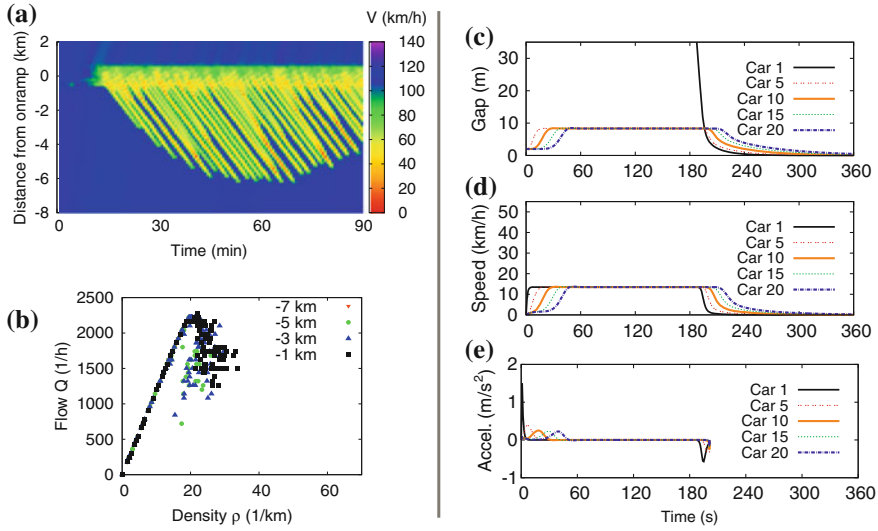 (a)
V (km/h)
Distance from onramp (km)
2
0
-2
-4
-6
-8
0
30
60
90
Time (min)
140
120
100
80
60
40
20
0
(b)
Flow Q (1/h)
2500
2000
1500
1000
500
0
0
20
40
60
Density ρ (1/km)
-7 km
-5 km
-3 km
-1 km
(c)
Gap (m)
30
20
10
0
0
60
120
180
240
300
360
Car 1
Car 5
Car 10
Car 15
Car 20
(d)
Speed (km/h)
50
40
30
20
10
0
0
60
120
180
240
300
360
Car 1
Car 5
Car 10
Car 15
Car 20
(e)
Accel. (m/s²)
2
1
0
-1
0
60
120
180
240
300
360
Time (s)
Car 1
Car 5
Car 10
Car 15
Car 20